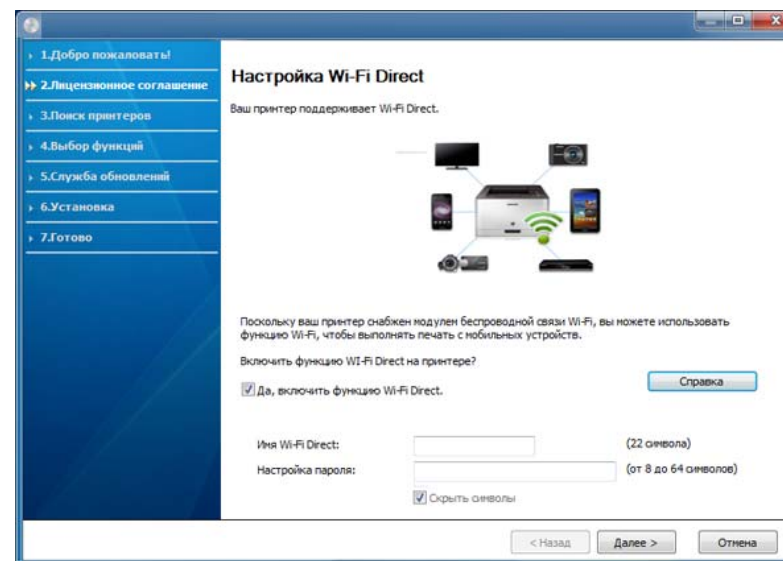 1.Добро пожаловать!
2.Лицензионное соглашение
3.Поиск принтеров
4.Выбор функций
5.Служба обновлений
6.Установка
7.Готово
Настройка Wi-Fi Direct
Ваш принтер поддерживает Wi-Fi Direct.
Поскольку ваш принтер снабжен модулем беспроводной связи Wi-Fi, вы можете использовать
функцию Wi-Fi, чтобы выполнять печать с мобильных устройств.
Включить функцию WI-Fi Direct на принтере?
Да, включить функцию Wi-Fi Direct.
Справка
Имя Wi-Fi Direct:
(22 символа)
Настройка пароля:
(от 8 до 64 символов)
Скрыть символы
< Назад
Далее >
Отмена